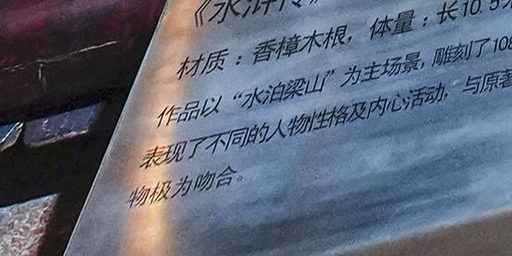 《水浒传》
材质：香樟木根，体量：长10.5
作品以“水泊梁山”为主场景，雕刻了108
表现了不同的人物性格及内心活动，与原著
物极为吻合。